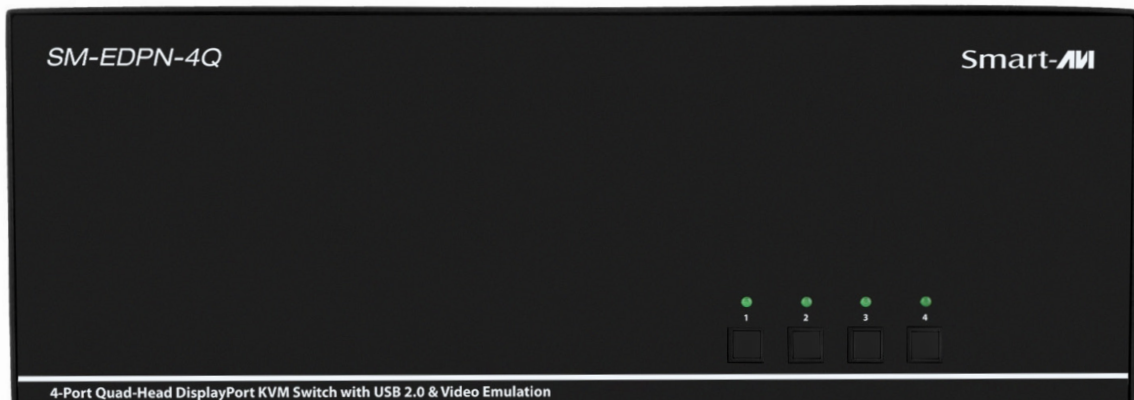 SM-EDPN-4Q
Smart-AVI
1 2 3 4
4-Port Quad-Head DisplayPort KVM Switch with USB 2.0 & Video Emulation